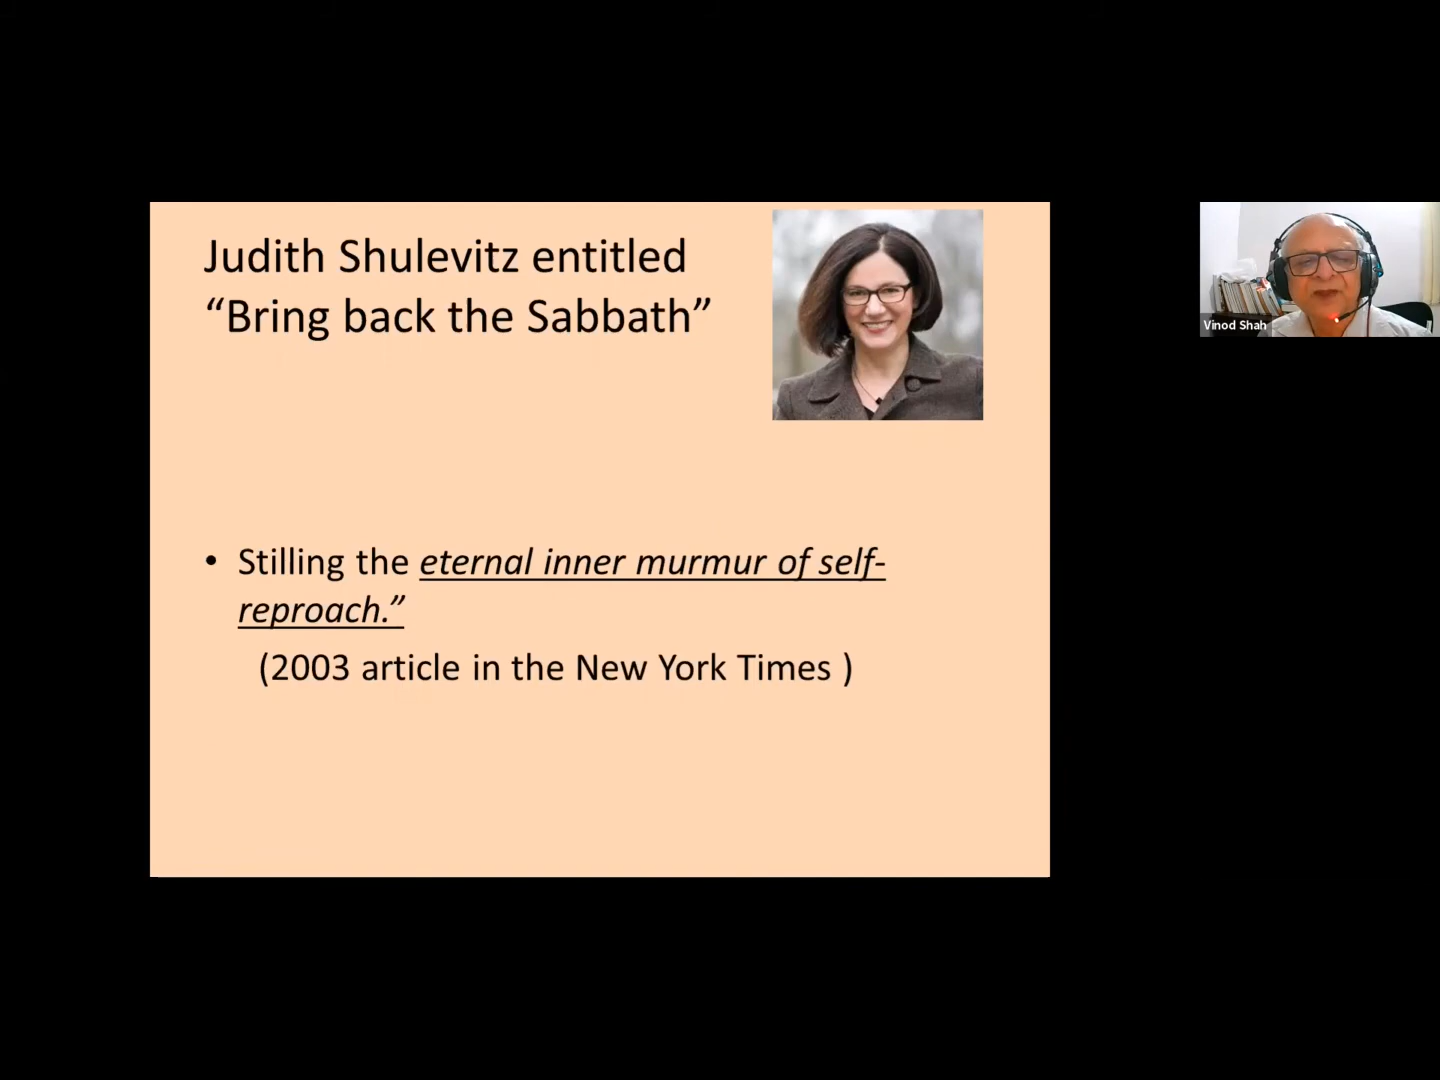 Judith Shulevitz entitled
“Bring back the Sabbath”
• Stilling the eternal inner murmur of self-
reproach.”
(2003 article in the New York Times )
Vinod Shah